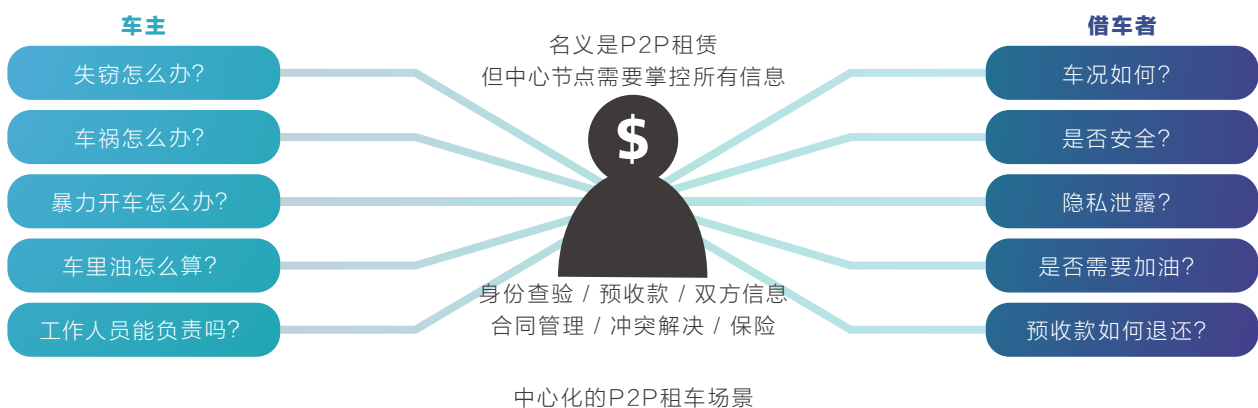 车主
失窃怎么办?
车祸怎么办?
暴力开车怎么办?
车里油怎么算?
工作人员能负责吗?
名义是P2P租赁
但中心节点需要掌控所有信息
$
身份查验 / 预收款 / 双方信息
合同管理 / 冲突解决 / 保险
借车者
车况如何?
是否安全?
隐私泄露?
是否需要加油?
预收款如何退还?
中心化的P2P租车场景